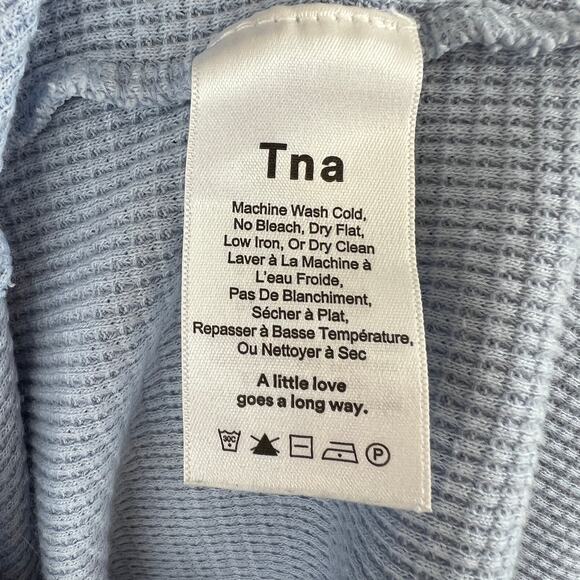 Tna
Machine Wash Cold,
No Bleach, Dry Flat,
Low Iron, Or Dry Clean
Laver à La Machine à
L'eau Froide,
Pas De Blanchiment,
Sécher à Plat,
Repasser à Basse Température,
Ou Nettoyer à Sec
A little love
goes a long way.
30C P